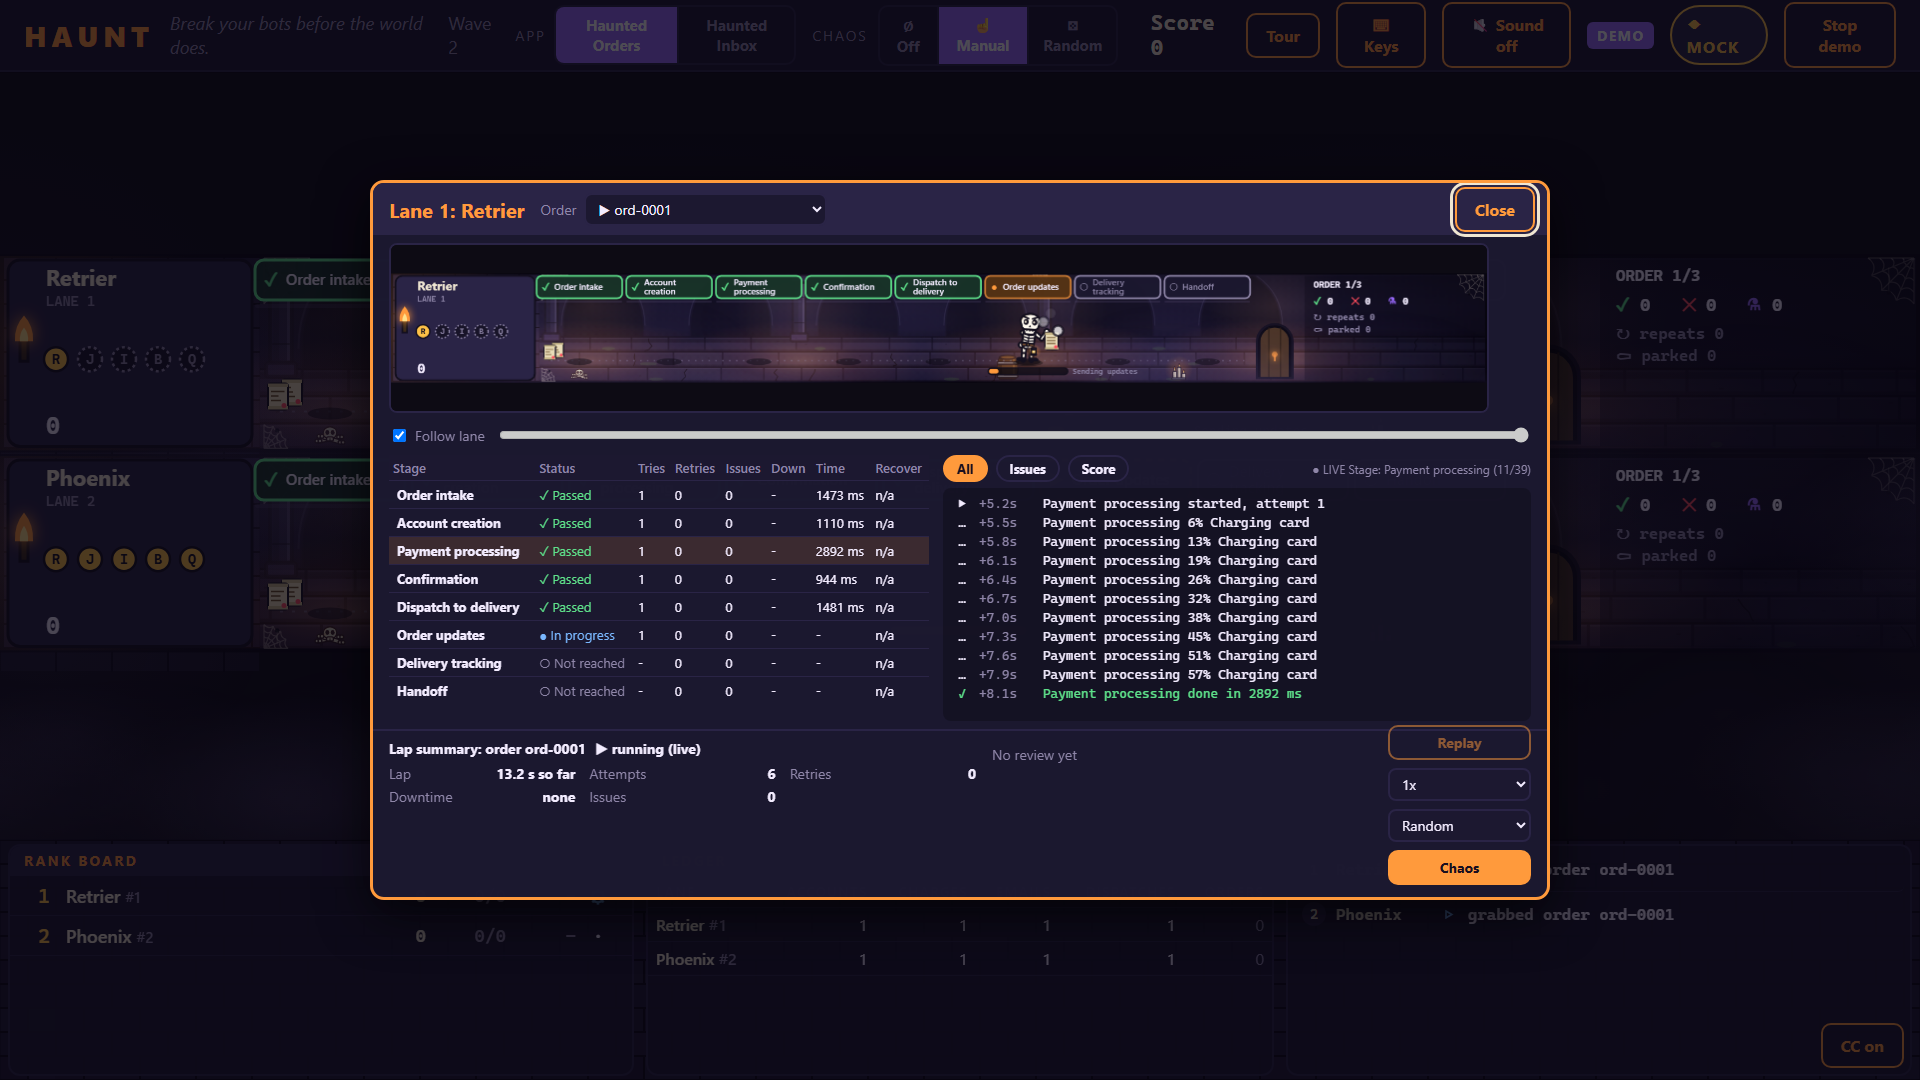 HAUNT
Break your bots before the world does.
Wave 2
APP
Haunted Orders
Haunted Inbox
CHAOS
Ø Off
Manual
Random
Score 0
Tour
Keys
Sound off
DEMO
MOCK
Stop demo
Lane 1: Retrier
Order
▶ ord-0001
Close
Retrier
LANE 1
R J I B Q
0
✓ Order intake
✓ Account creation
✓ Payment processing
✓ Confirmation
✓ Dispatch to delivery
● Order updates
○ Delivery tracking
○ Handoff
ORDER 1/3
✓ 0 ✕ 0 0
↻ repeats 0
parked 0
Sending updates
Follow lane
Stage Status Tries Retries Issues Down Time Recover
Order intake ✓ Passed 1 0 0 - 1473 ms n/a
Account creation ✓ Passed 1 0 0 - 1110 ms n/a
Payment processing ✓ Passed 1 0 0 - 2892 ms n/a
Confirmation ✓ Passed 1 0 0 - 944 ms n/a
Dispatch to delivery ✓ Passed 1 0 0 - 1481 ms n/a
Order updates ● In progress 1 0 0 - - n/a
Delivery tracking ○ Not reached - 0 0 - - n/a
Handoff ○ Not reached - 0 0 - - n/a
All
Issues
Score
● LIVE Stage: Payment processing (11/39)
▶ +5.2s Payment processing started, attempt 1
… +5.5s Payment processing 6% Charging card
… +5.8s Payment processing 13% Charging card
… +6.1s Payment processing 19% Charging card
… +6.4s Payment processing 26% Charging card
… +6.7s Payment processing 32% Charging card
… +7.0s Payment processing 38% Charging card
… +7.3s Payment processing 45% Charging card
… +7.6s Payment processing 51% Charging card
… +7.9s Payment processing 57% Charging card
✓ +8.1s Payment processing done in 2892 ms
Lap summary: order ord-0001 ▶ running (live)
Lap 13.2 s so far Attempts 6 Retries 0
Downtime none Issues 0
No review yet
Replay
1x
Random
Chaos
Retrier
LANE 1
R J I B Q
0
✓ Order intake
ORDER 1/3
✓ 0 ✕ 0 0
↻ repeats 0
parked 0
Phoenix
LANE 2
R J I B Q
0
✓ Order intake
ORDER 1/3
✓ 0 ✕ 0 0
↻ repeats 0
parked 0
RANK BOARD
1 Retrier #1
2 Phoenix #2 0 0/0 –
Retrier #1 1 1 1 1 0
Phoenix #2 1 1 1 1 0
order ord-0001
2 Phoenix grabbed order ord-0001
CC on